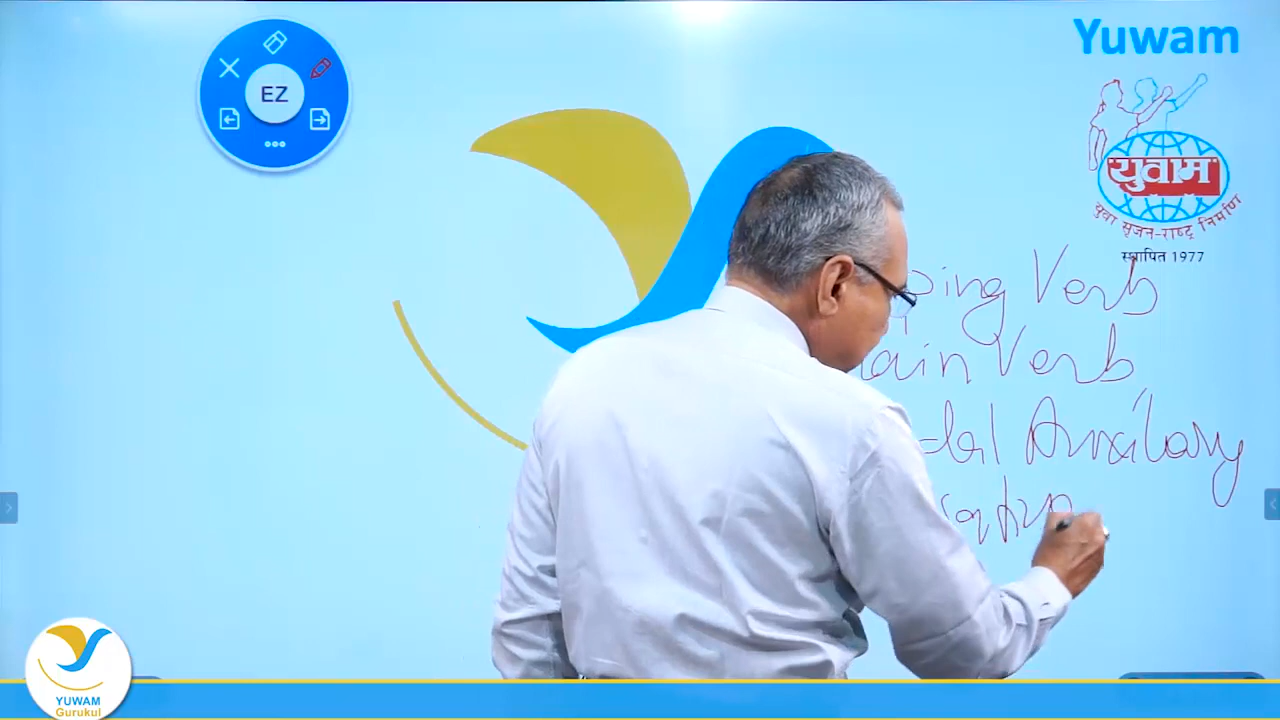 Yuwam
EZ
युवाम
युवा सृजन-राष्ट्र निर्माण
स्थापित 1977
ping Verb
ain Verb
dal Auxilary
YUWAM
Gurukul